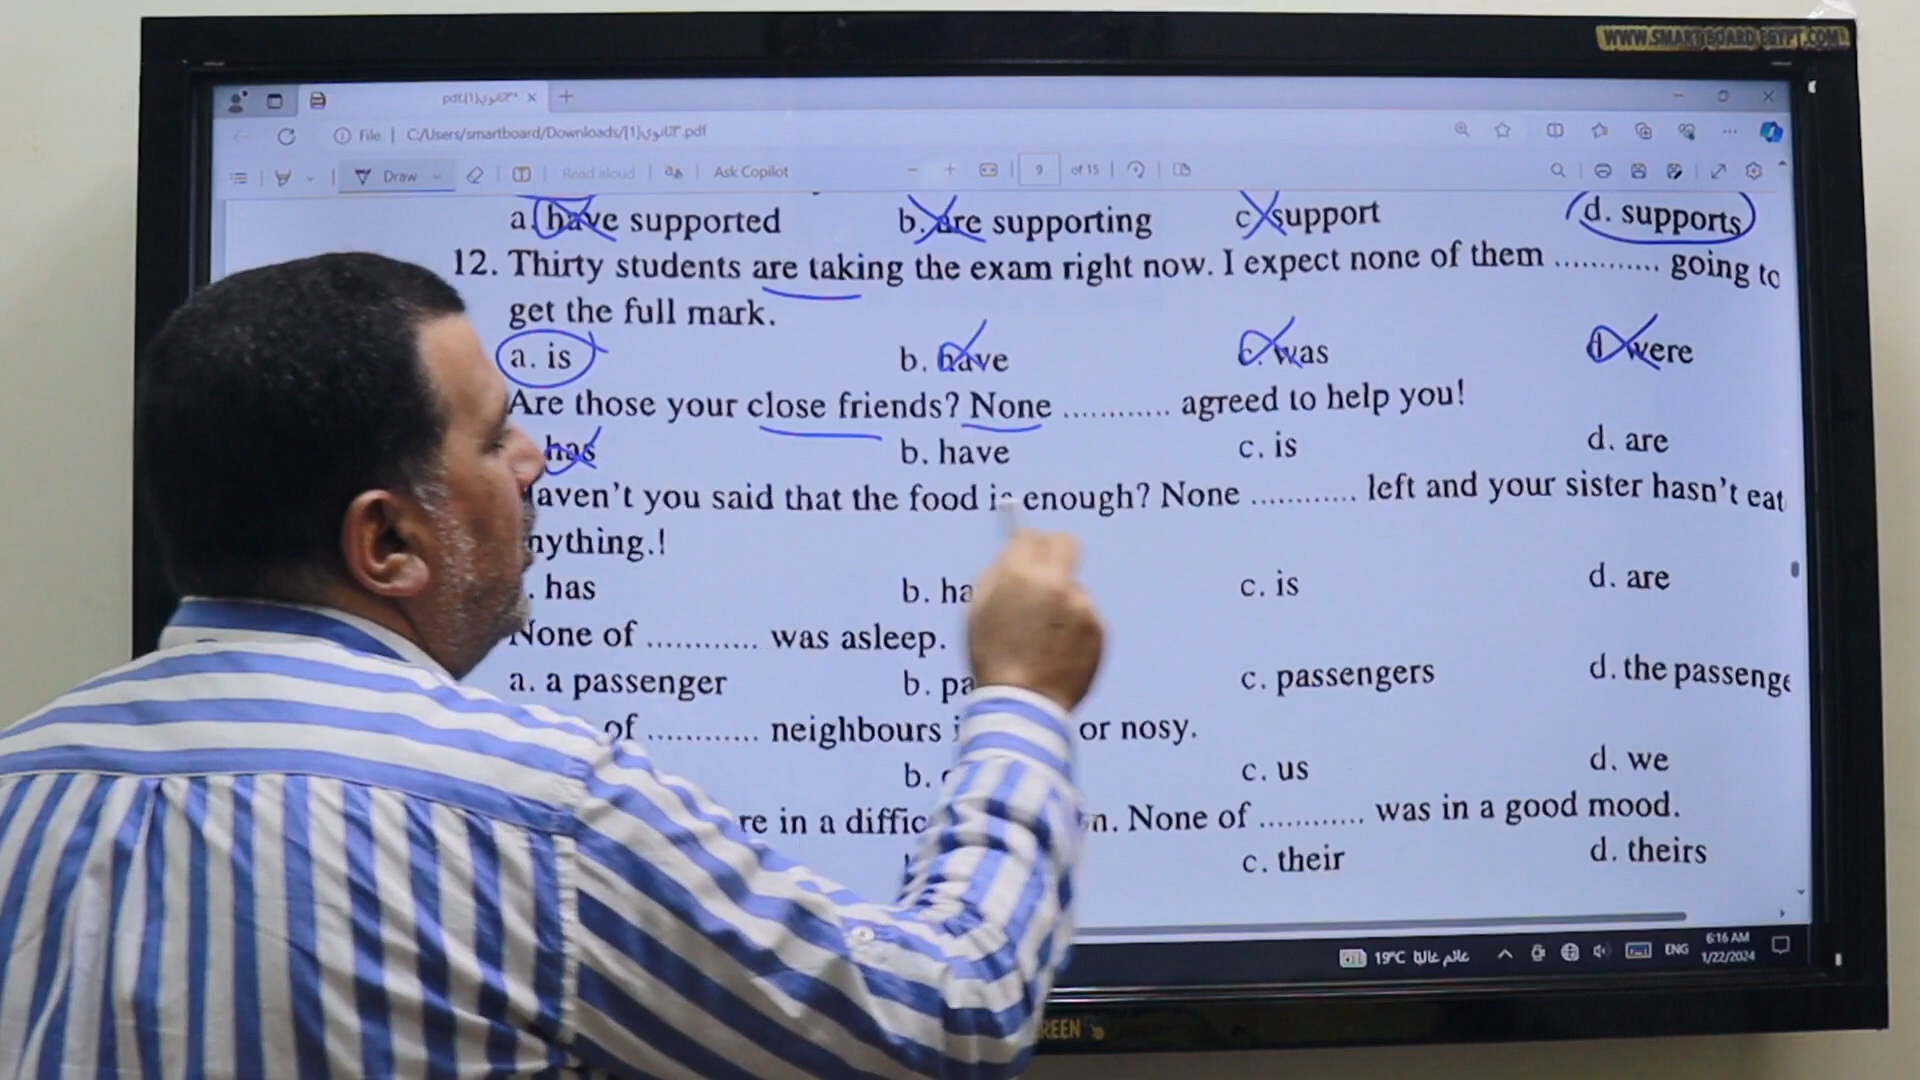 WWW.SMARTBOARDEGYPT.COM
File | C:/Users/smartboard/Downloads/
Draw
Read aloud
Ask Copilot
9 of 15
a. have supported b. are supporting c. support d. supports
12. Thirty students are taking the exam right now. I expect none of them ............ going to
get the full mark.
a. is b. have c. was d. were
Are those your close friends? None ............ agreed to help you!
has b. have c. is d. are
aven't you said that the food is enough? None ............ left and your sister hasn't eat
nything.!
. has b. ha c. is d. are
None of ............ was asleep.
a. a passenger b. pa c. passengers d. the passenge
of ............ neighbours or nosy.
b. c. us d. we
re in a diffic n. None of ............ was in a good mood.
c. their d. theirs
19°C عالم غالبا ENG 6:16 AM
1/22/2024
REEN